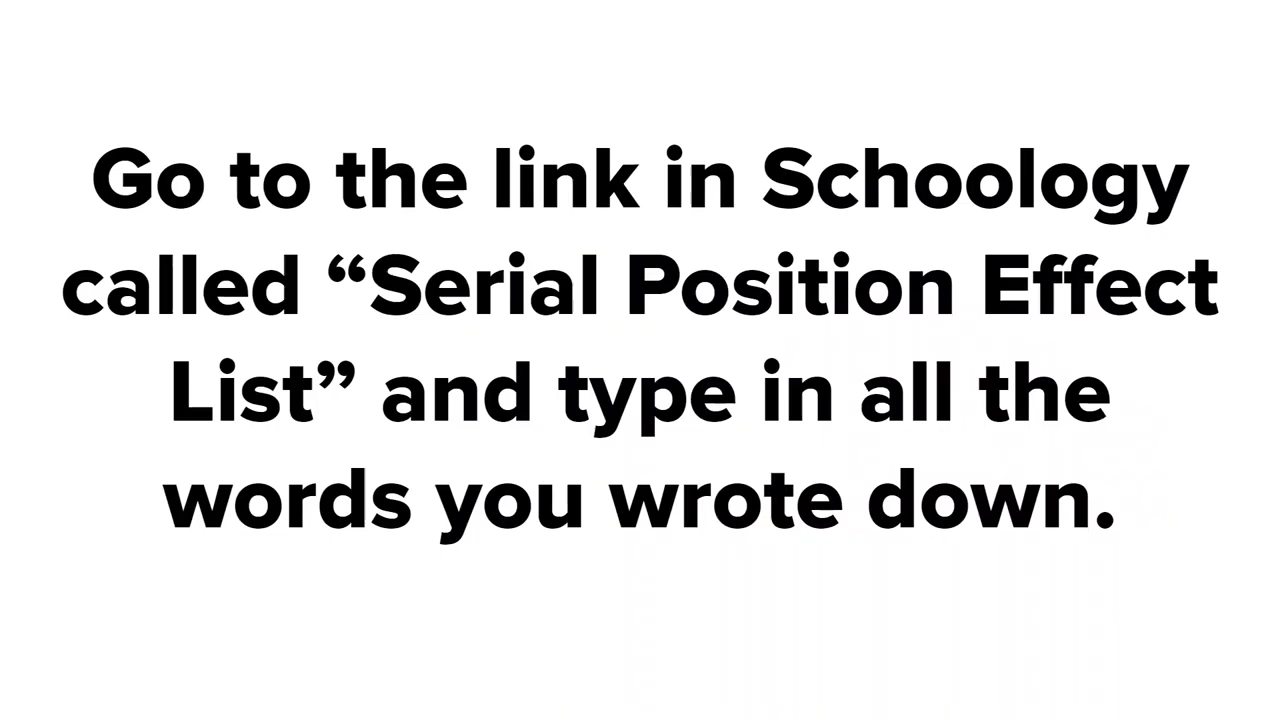 Go to the link in Schoology
called “Serial Position Effect
List” and type in all the
words you wrote down.